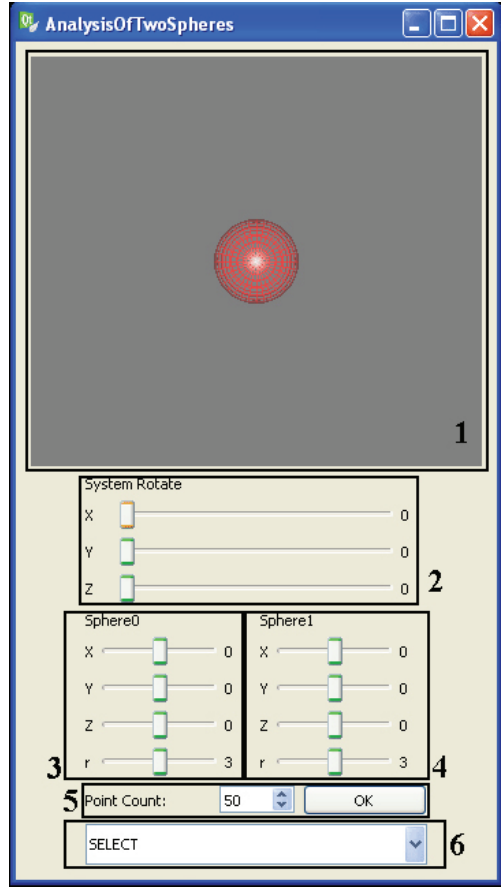 AnalysisOfTwoSpheres
1
System Rotate
X 0
Y 0
Z 0
2
Sphere0
X 0
Y 0
Z 0
r 3
3
Sphere1
X 0
Y 0
Z 0
r 3
4
5
Point Count: 50 OK
SELECT
6